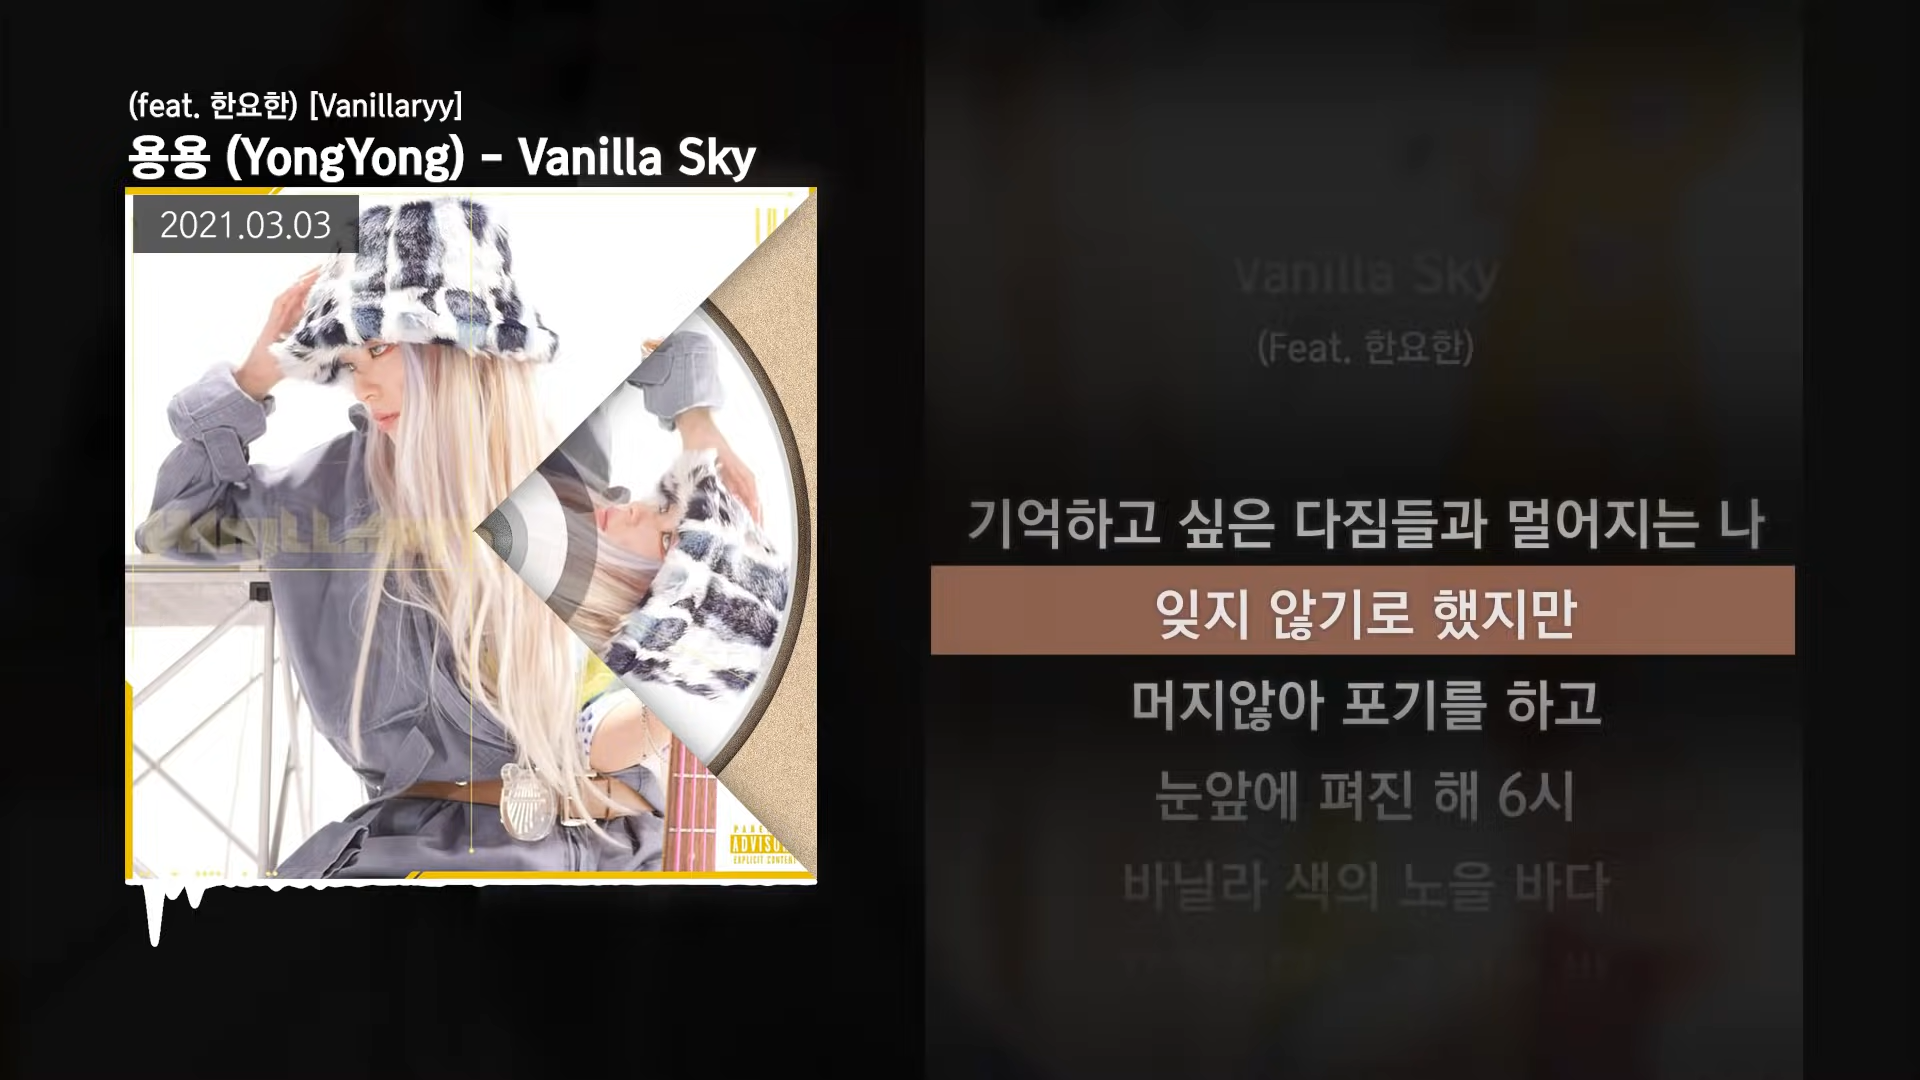 (feat. 한요한) [Vanillaryy]
용용 (YongYong) - Vanilla Sky
2021.03.03
ADVISO
EXPLICIT CONTENT
Vanilla Sky
(Feat. 한요한)
기억하고 싶은 다짐들과 멀어지는 나
잊지 않기로 했지만
머지않아 포기를 하고
눈앞에 펴진 해 6시
바닐라 색의 노을 바다